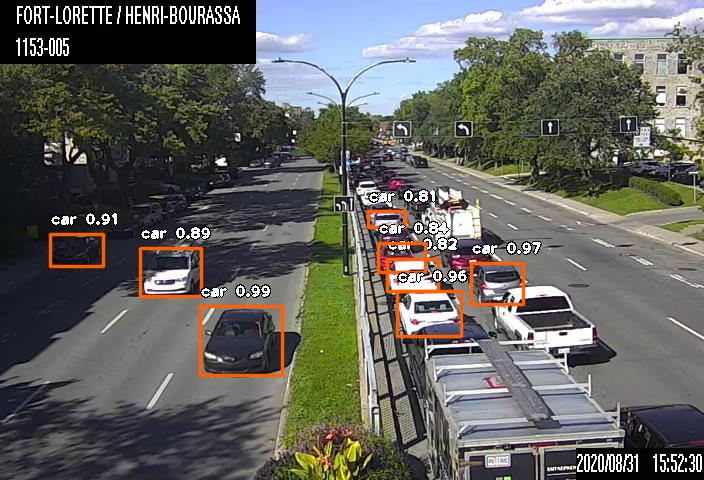 FORT-LORETTE / HENRI-BOURASSA
1153-005
car 0.81
car 0.91
car 0.84
car 0.89
car 0.82
car 0.97
car 0.96
car 0.99
2020/08/31 15:52:30